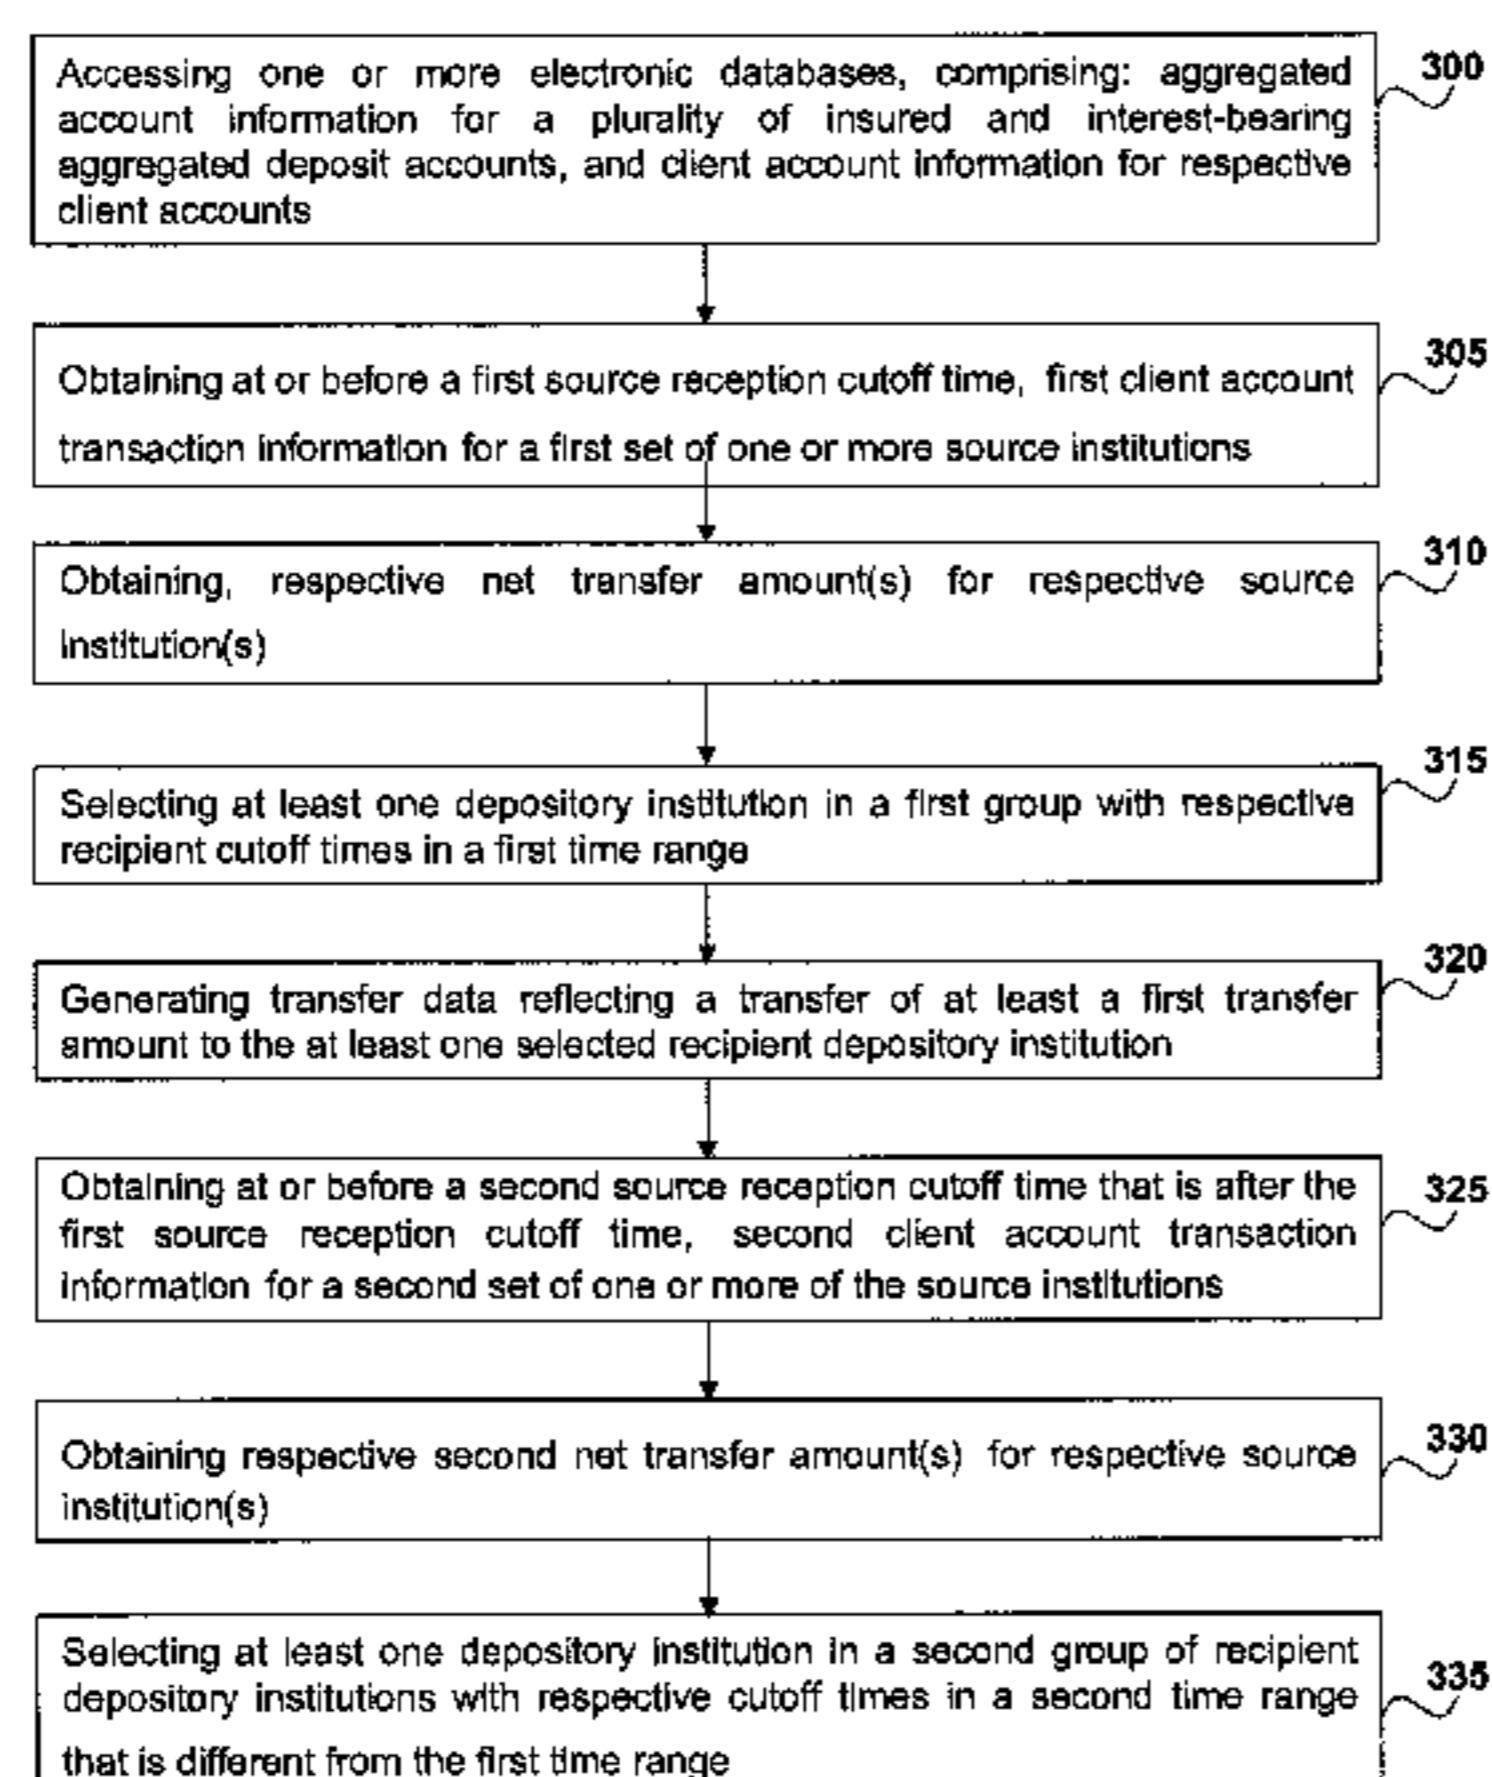 Accessing one or more electronic databases, comprising: aggregated
300
account information for a plurality of insured and interest-bearing
aggregated deposit accounts, and client account information for respective
client accounts
305
Obtaining at or before a first source reception cutoff time, first client account
transaction information for a first set of one or more source institutions
310
Obtaining, respective net transfer amount(s) for respective source
institution(s)
315
Selecting at least one depository institution in a first group with respective
recipient cutoff times in a first time range
320
Generating transfer data reflecting a transfer of at least a first transfer
amount to the at least one selected recipient depository institution
325
Obtaining at or before a second source reception cutoff time that is after the
first source reception cutoff time, second client account transaction
information for a second set of one or more of the source institutions
330
Obtaining respective second net transfer amount(s) for respective source
institution(s)
335
Selecting at least one depository institution in a second group of recipient
depository institutions with respective cutoff times in a second time range
that is different from the first time range